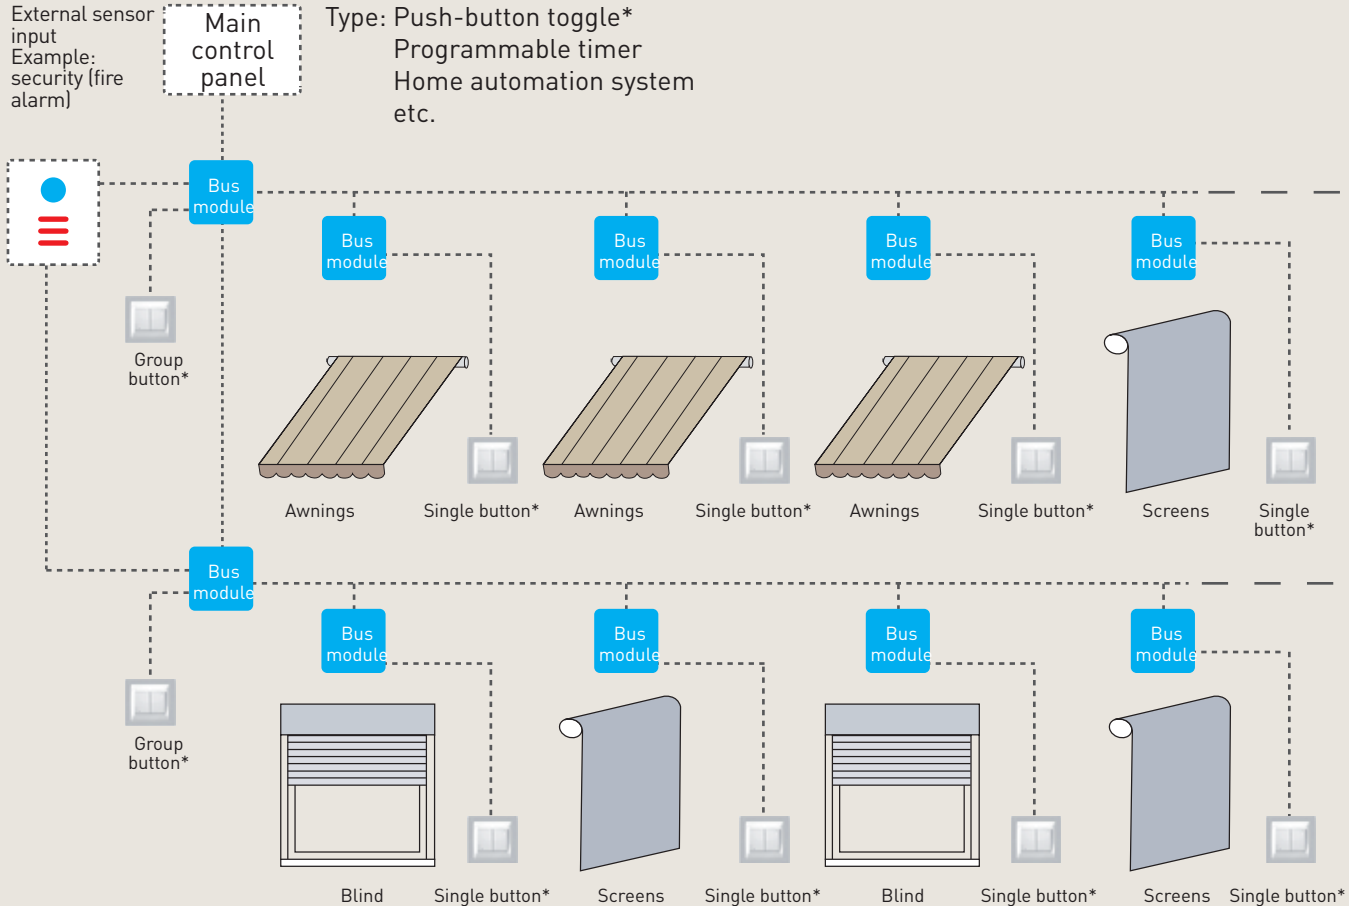 External sensor
input
Example:
security (fire
alarm)
Main
control
panel
Type: Push-button toggle*
Programmable timer
Home automation system
etc.
Bus
module
Bus
module
Bus
module
Bus
module
Bus
module
Group
button*
Awnings
Single button*
Awnings
Single button*
Awnings
Single button*
Screens
Single
button*
Bus
module
Bus
module
Bus
module
Bus
module
Bus
module
Group
button*
Blind
Single button*
Screens
Single button*
Blind
Single button*
Screens
Single button*